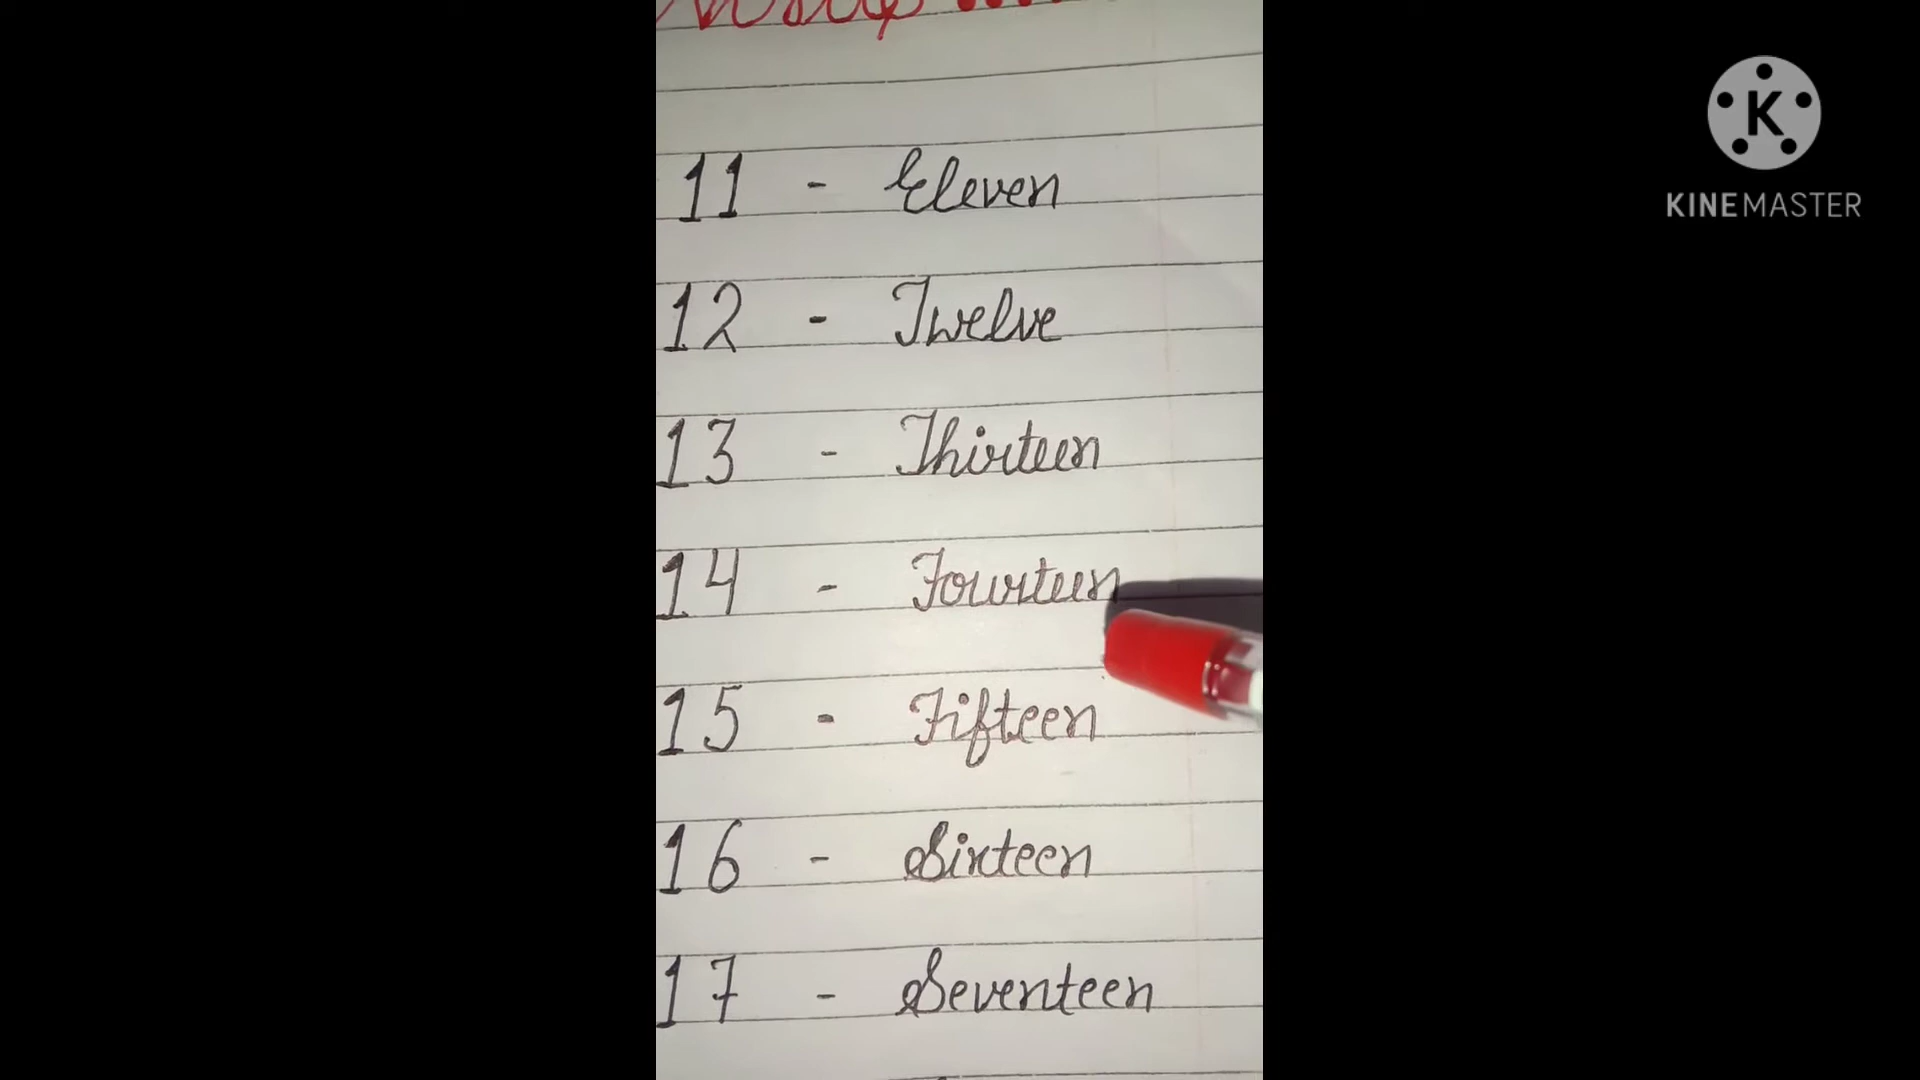 11 - Eleven
12 - Twelve
13 - Thirteen
14 - Fourteen
15 - Fifteen
16 - Sixteen
17 - Seventeen
K
KINEMASTER